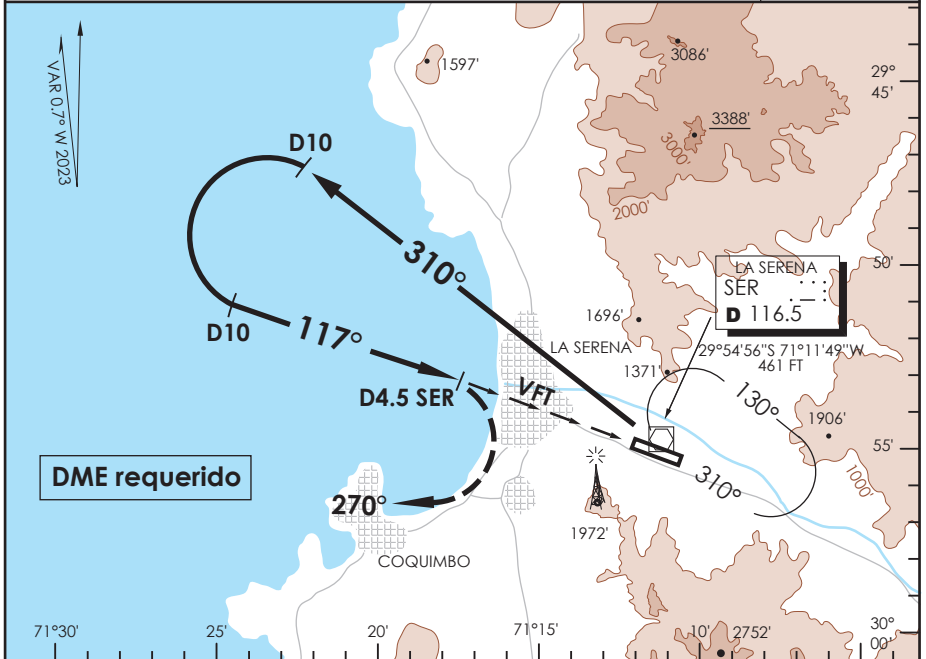 VAR 0.7° W 2023
1597'
3086'
29°
45'
3388'
3000'
2000'
D10
310°
D10
117°
LA SERENA
SER
D 116.5
50'
29°54'56"S 71°11'49"W
461 FT
1696'
LA SERENA
1371'
D4.5 SER
VFT
130°
1906'
55'
310°
1000'
DME requerido
270°
1972'
COQUIMBO
71°30'
25'
20'
71°15'
10'
2752'
30°
00'